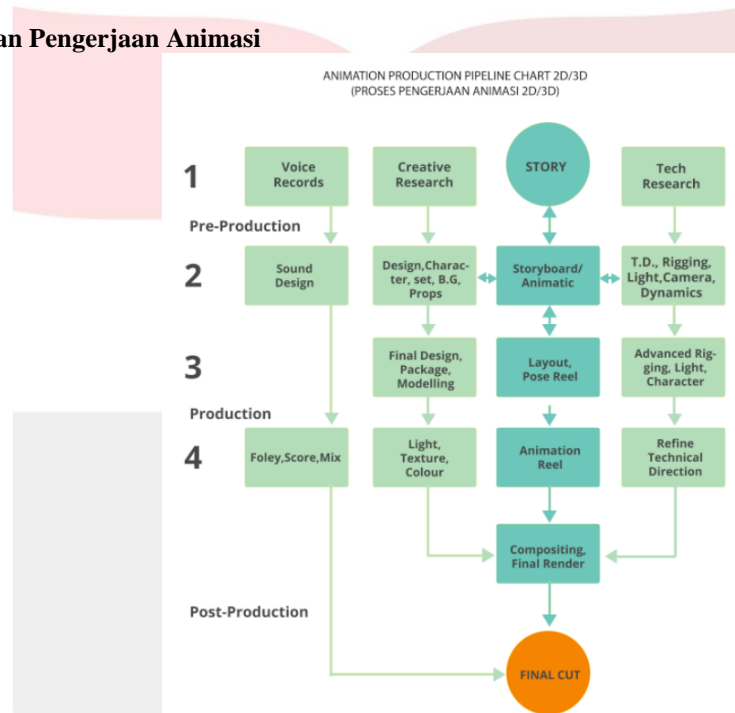 an Pengerjaan Animasi
ANIMATION PRODUCTION PIPELINE CHART 2D/3D
(PROSES PENGERJAAN ANIMASI 2D/3D)
1
Voice
Records
Creative
Research
STORY
Tech
Research
Pre-Production
2
Sound
Design
Design,Charac-
ter, set, B.G,
Props
Storyboard/
Animatic
T.D., Rigging,
Light,Camera,
Dynamics
3
Final Design,
Package,
Modelling
Layout,
Pose Reel
Advanced Rig-
ging, Light,
Character
Production
4
Foley,Score,Mix
Light,
Texture,
Colour
Animation
Reel
Refine
Technical
Direction
Compositing,
Final Render
Post-Production
FINAL CUT